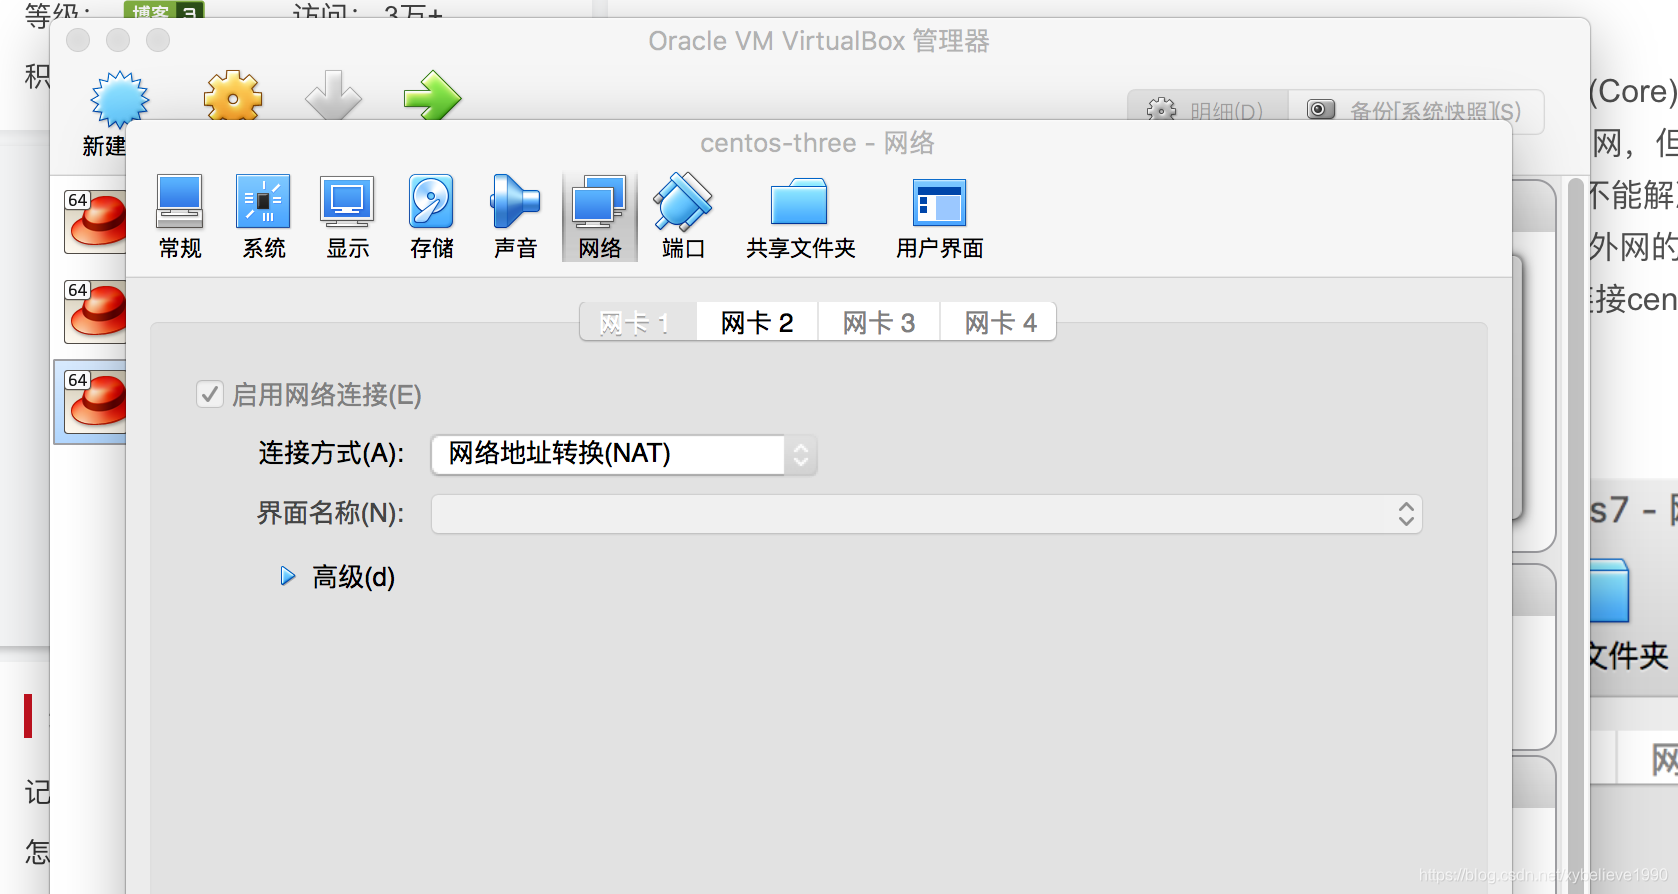 等级： 博客 3 访问： 3万+
积
Oracle VM VirtualBox 管理器
新建
明细(D) 备份[系统快照](S)
centos-three - 网络
常规 系统 显示 存储 声音 网络 端口 共享文件夹 用户界面
64
64
64
网卡 1 网卡 2 网卡 3 网卡 4
启用网络连接(E)
连接方式(A): 网络地址转换(NAT)
界面名称(N):
高级(d)
(Core)
网，但
不能解
外网的
接cen
s7 - 网
文件夹
网
记
怎
https://blog.csdn.net/xybelieve1990